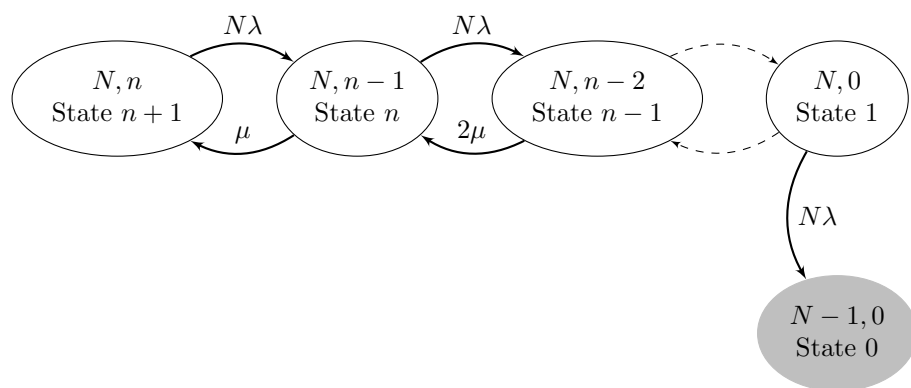 Nλ
Nλ
N, n
State n + 1
N, n − 1
State n
N, n − 2
State n − 1
N, 0
State 1
μ
2μ
Nλ
N − 1, 0
State 0